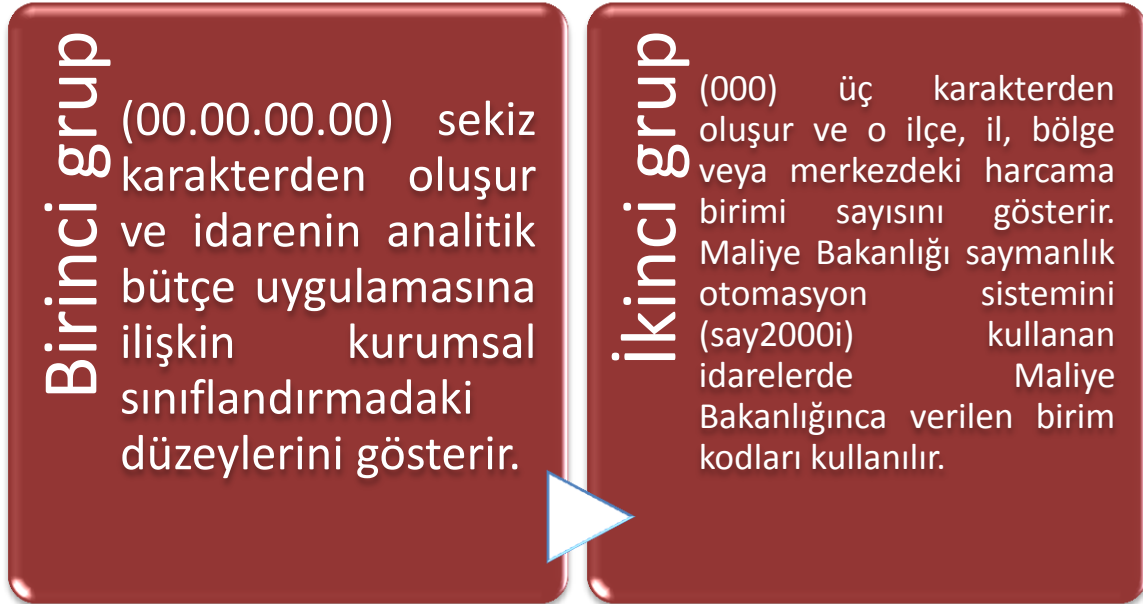 Birinci grup
(00.00.00.00) sekiz
karakterden oluşur
ve idarenin analitik
bütçe uygulamasına
ilişkin kurumsal
sınıflandırmadaki
düzeylerini gösterir.
İkinci grup
(000) üç karakterden
oluşur ve o ilçe, il, bölge
veya merkezdeki harcama
birimi sayısını gösterir.
Maliye Bakanlığı saymanlık
otomasyon sistemini
(say2000i) kullanan
idarelerde Maliye
Bakanlığınca verilen birim
kodları kullanılır.